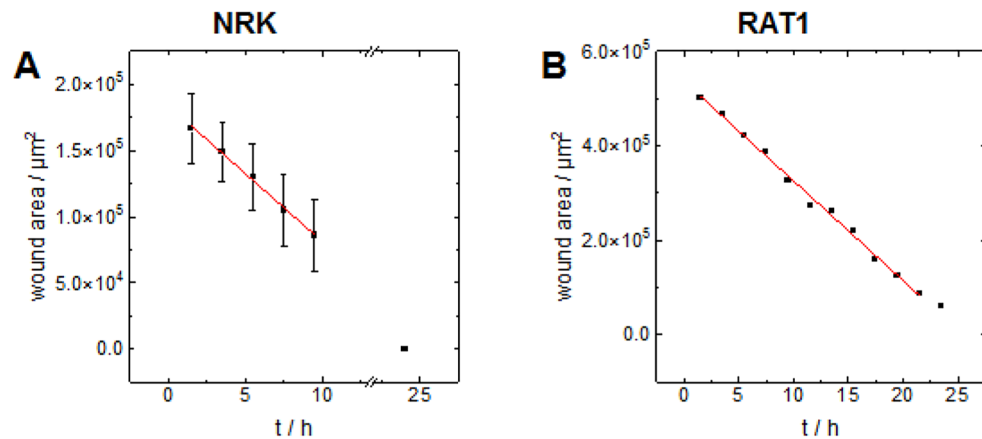 NRK
A
wound area / µm²
2.0×10⁵
1.5×10⁵
1.0×10⁵
5.0×10⁴
0.0
0 5 10 25
t / h
RAT1
B
wound area / µm²
6.0×10⁵
4.0×10⁵
2.0×10⁵
0.0
0 5 10 15 20 25
t / h